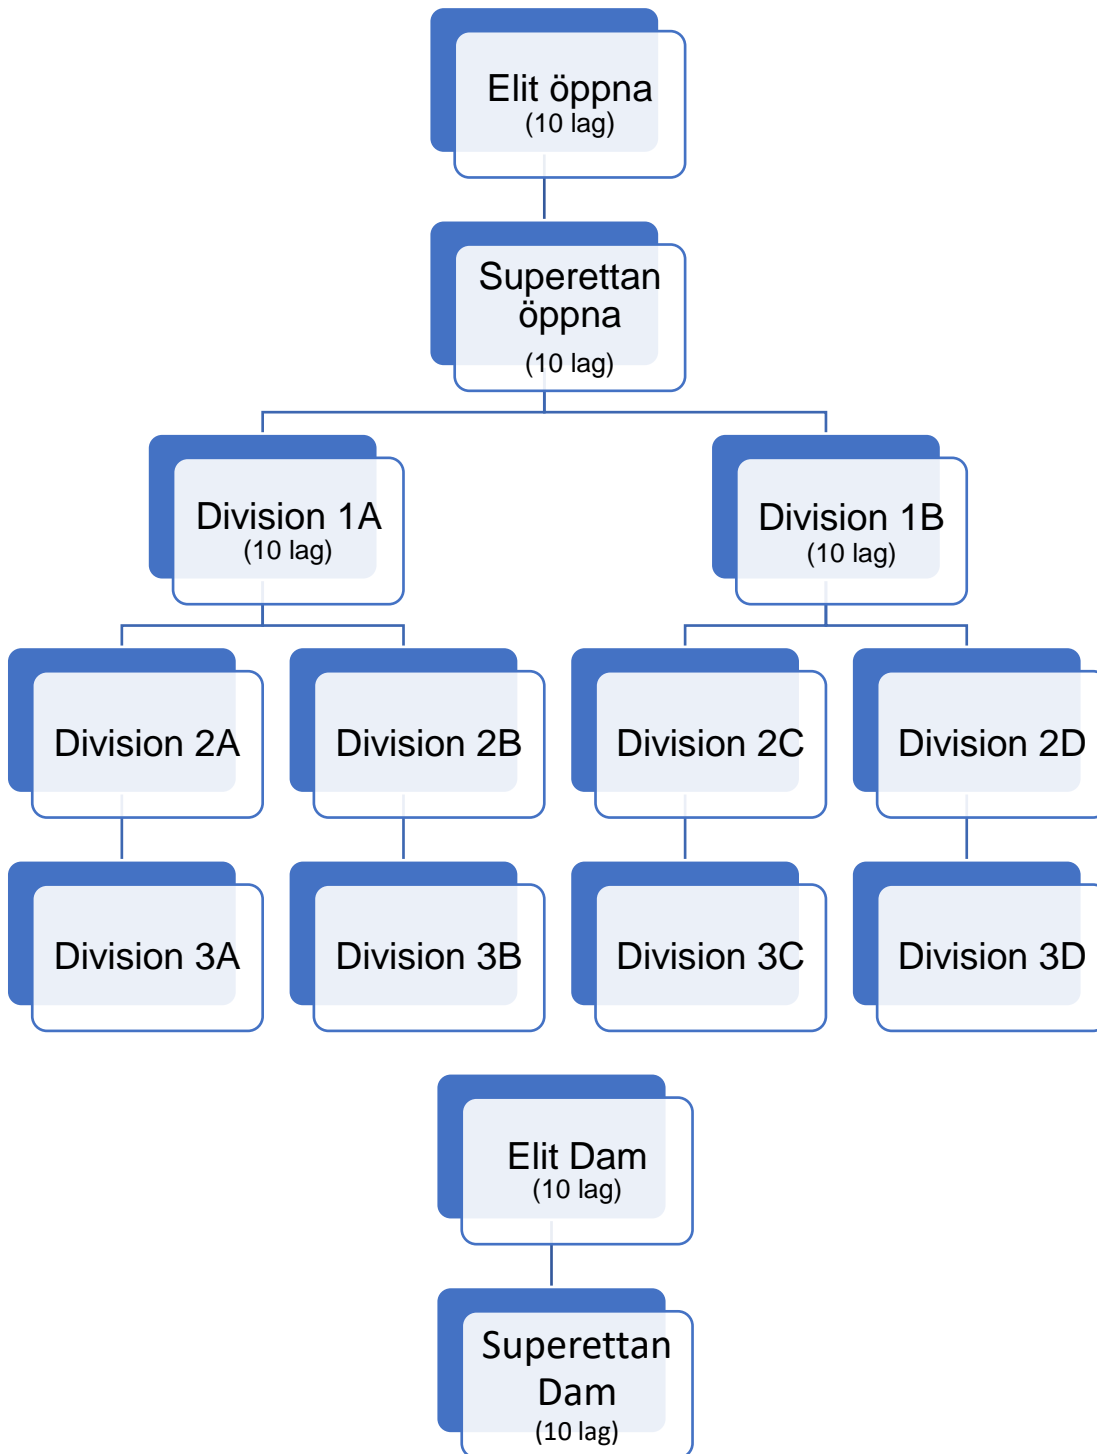 Elit öppna
(10 lag)
Superettan
öppna
(10 lag)
Division 1A
(10 lag)
Division 1B
(10 lag)
Division 2A
Division 2B
Division 2C
Division 2D
Division 3A
Division 3B
Division 3C
Division 3D
Elit Dam
(10 lag)
Superettan
Dam
(10 lag)